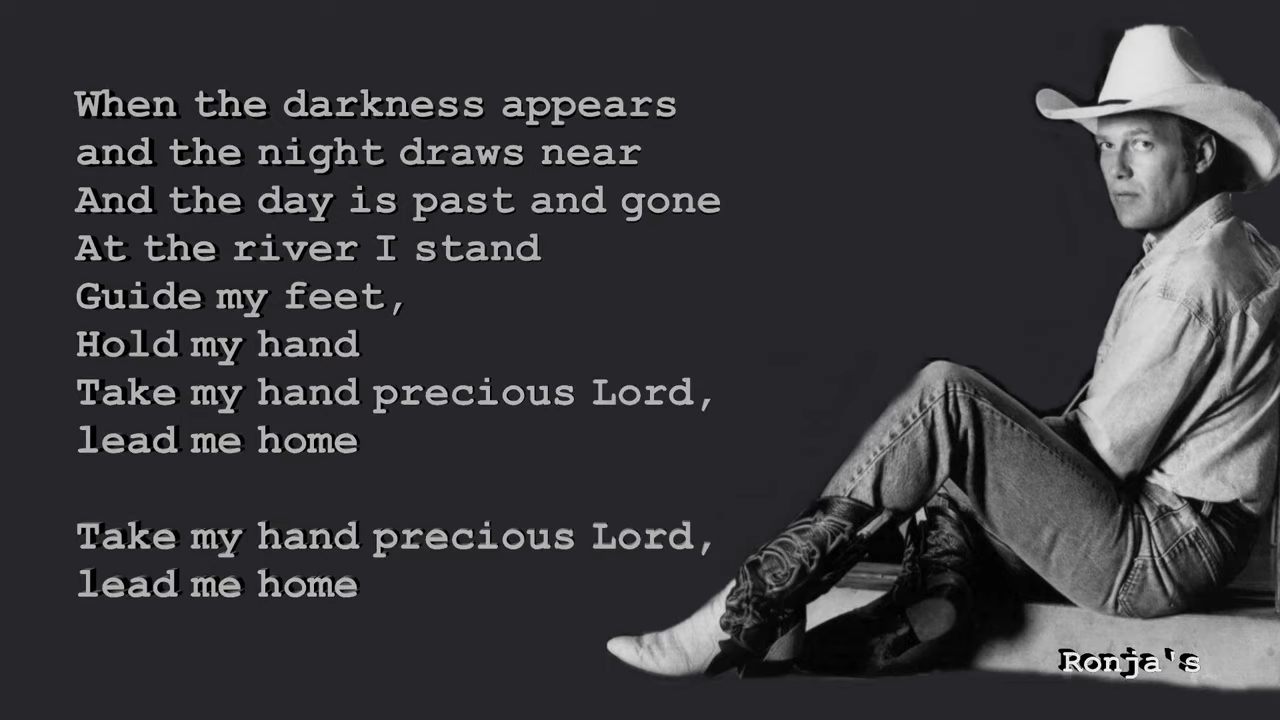 When the darkness appears
and the night draws near
And the day is past and gone
At the river I stand
Guide my feet,
Hold my hand
Take my hand precious Lord,
lead me home
Take my hand precious Lord,
lead me home
Ronja's